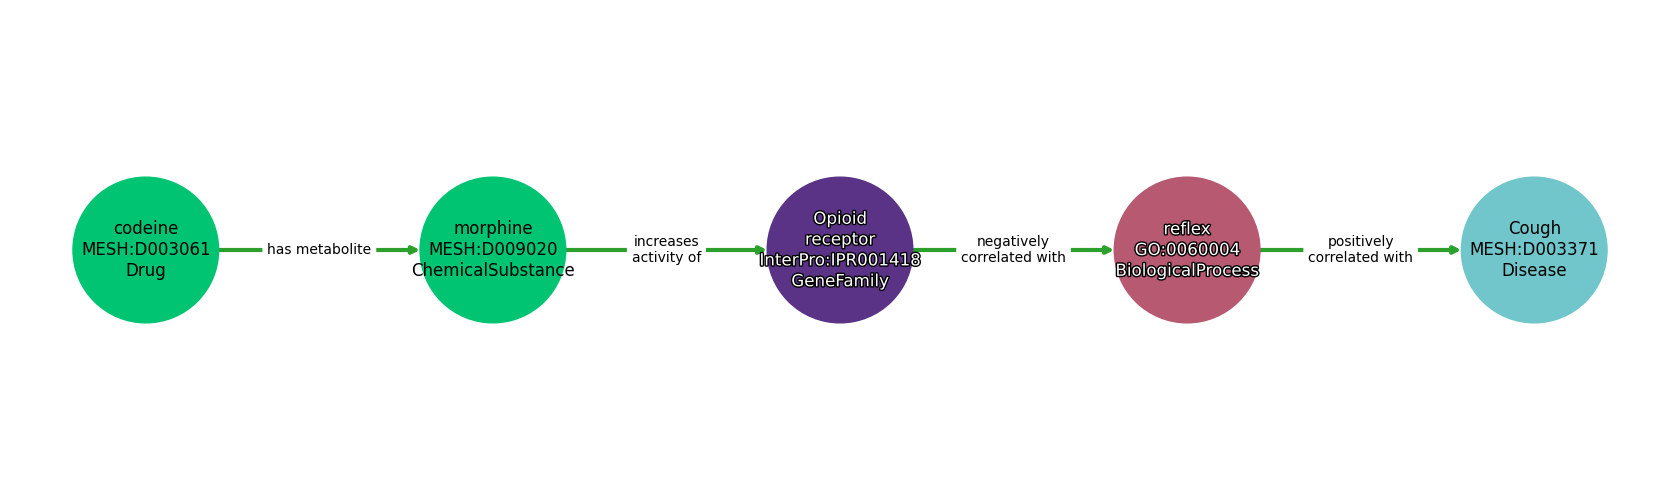 codeine
MESH:D003061
Drug
has metabolite
morphine
MESH:D009020
ChemicalSubstance
increases
activity of
Opioid
receptor
InterPro:IPR001418
GeneFamily
negatively
correlated with
reflex
GO:0060004
BiologicalProcess
positively
correlated with
Cough
MESH:D003371
Disease